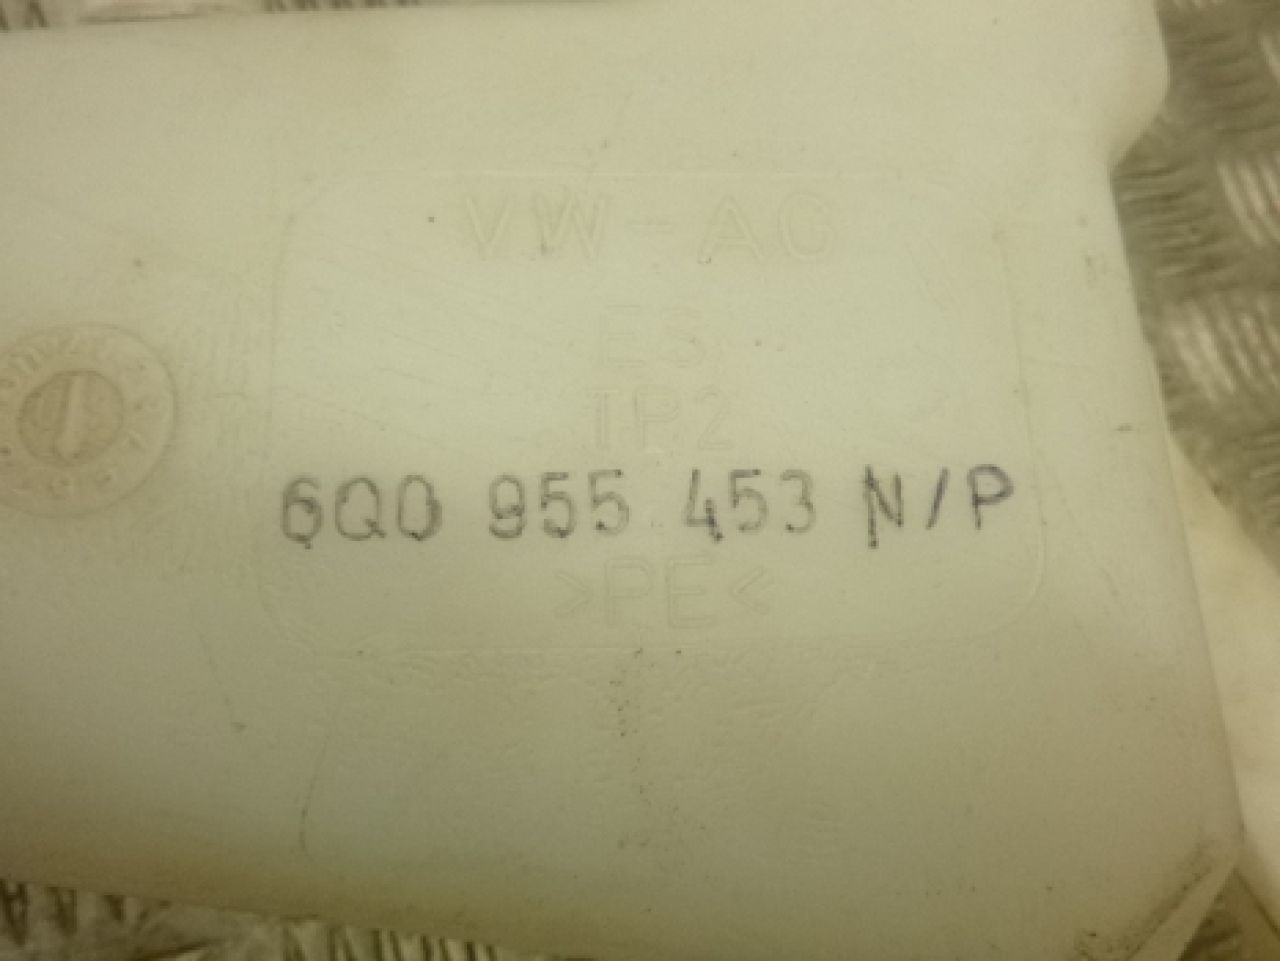 VW-AG
ES
TP2
6Q0 955 453 N/P
>PE<